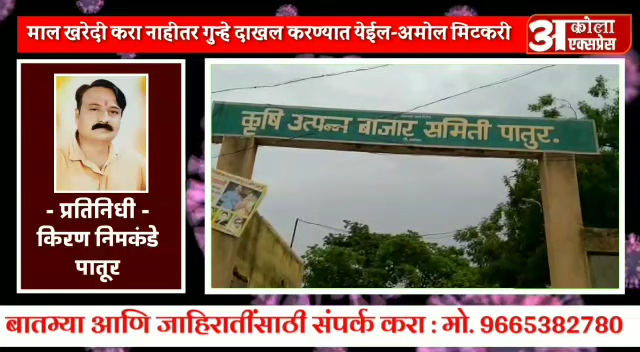 माल खरेदी करा नाहीतर गुन्हे दाखल करण्यात येईल-अमोल मिटकरी
अकोला
एक्सप्रेस
कृषि उत्पन्न बाजार समिती पातुर.
- प्रतिनिधी -
किरण निमकंडे
पातूर
बातम्या आणि जाहिरातींसाठी संपर्क करा : मो. 9665382780